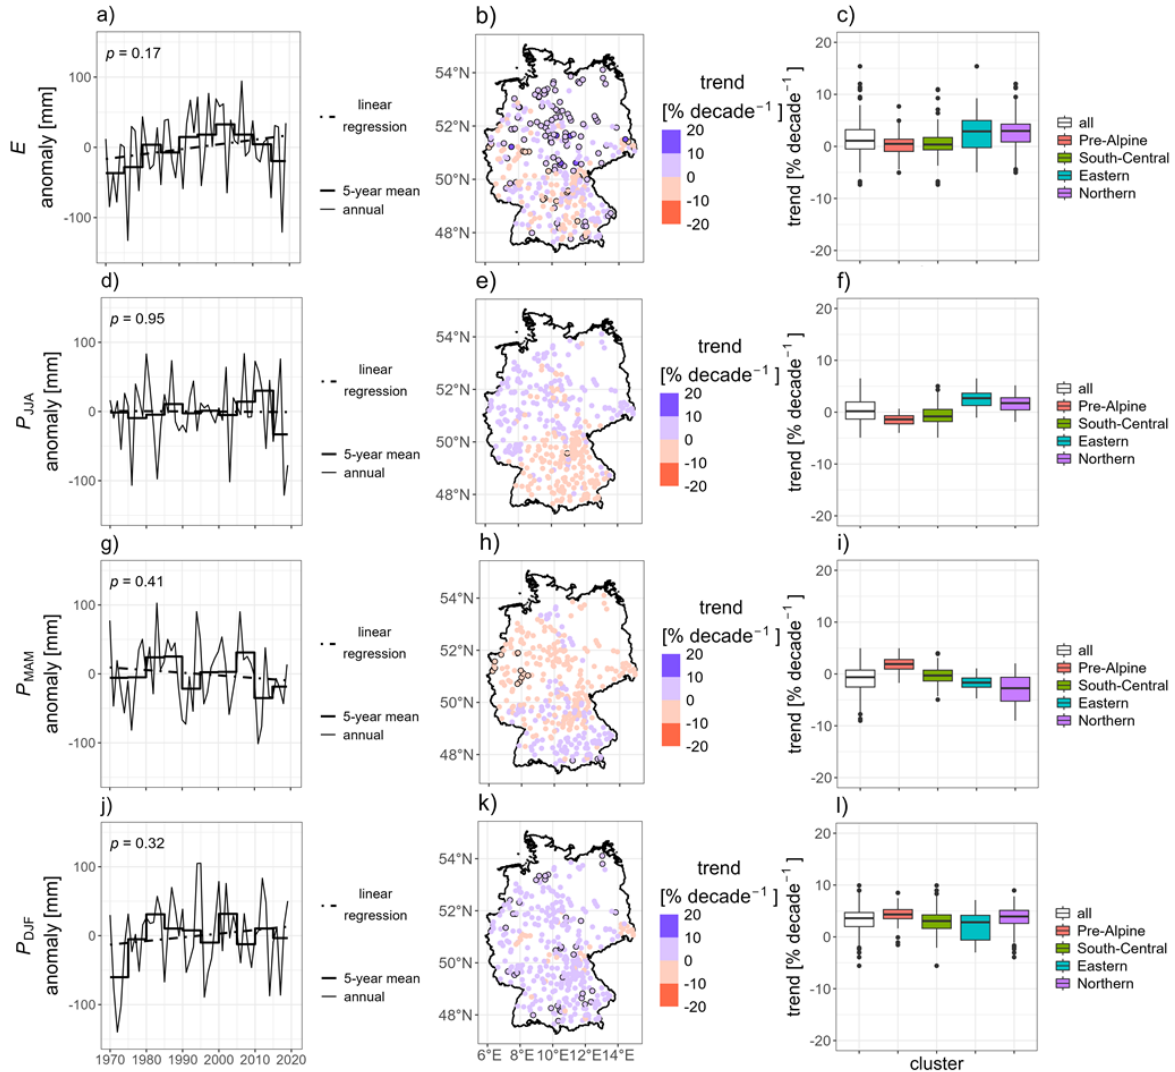 a)
p = 0.17
E
anomaly [mm]
100
0
-100
linear
regression
5-year mean
annual
b)
54°N
52°N
50°N
48°N
trend
[% decade⁻¹]
20
10
0
-10
-20
c)
trend [% decade⁻¹]
20
10
0
-10
-20
all
Pre-Alpine
South-Central
Eastern
Northern
d)
p = 0.95
P_JJA
anomaly [mm]
100
0
-100
linear
regression
5-year mean
annual
e)
54°N
52°N
50°N
48°N
trend
[% decade⁻¹]
20
10
0
-10
-20
f)
trend [% decade⁻¹]
20
10
0
-10
-20
all
Pre-Alpine
South-Central
Eastern
Northern
g)
p = 0.41
P_MAM
anomaly [mm]
100
0
-100
linear
regression
5-year mean
annual
h)
54°N
52°N
50°N
48°N
trend
[% decade⁻¹]
20
10
0
-10
-20
i)
trend [% decade⁻¹]
20
10
0
-10
-20
all
Pre-Alpine
South-Central
Eastern
Northern
j)
p = 0.32
P_DJF
anomaly [mm]
100
0
-100
1970 1980 1990 2000 2010 2020
linear
regression
5-year mean
annual
k)
54°N
52°N
50°N
48°N
6°E 8°E 10°E 12°E 14°E
trend
[% decade⁻¹]
20
10
0
-10
-20
l)
trend [% decade⁻¹]
20
10
0
-10
-20
cluster
all
Pre-Alpine
South-Central
Eastern
Northern